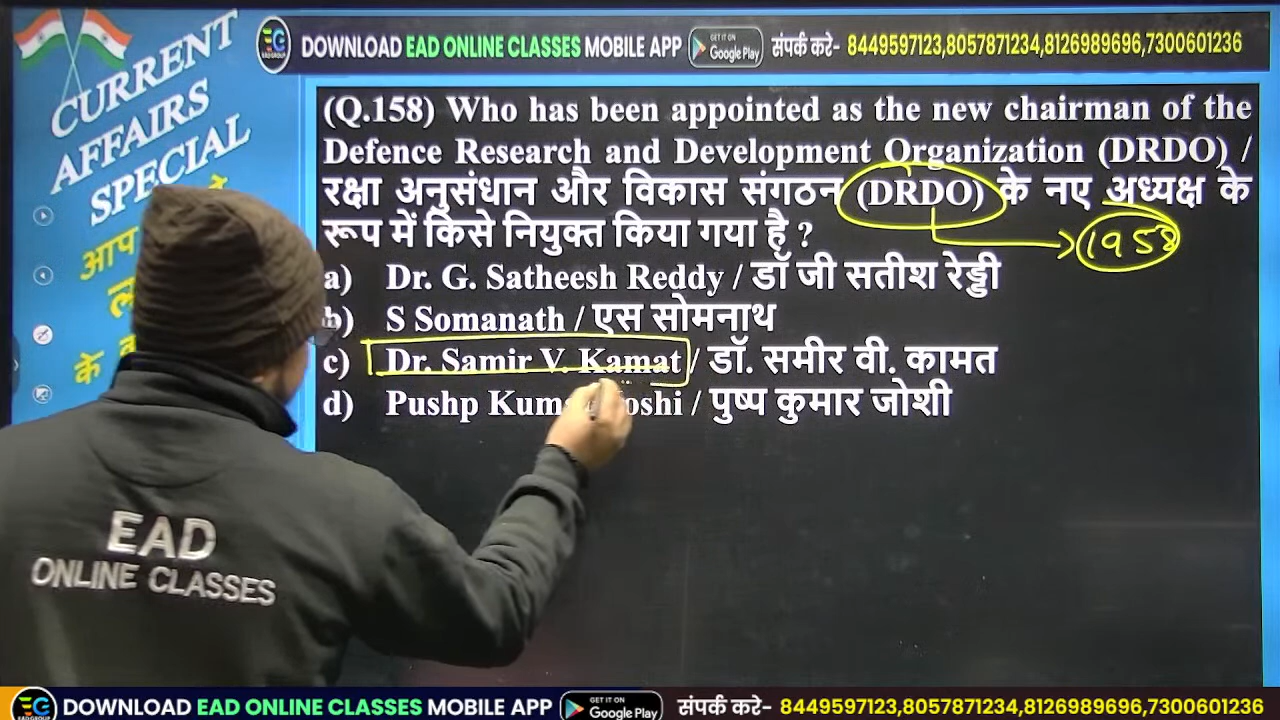 DOWNLOAD EAD ONLINE CLASSES MOBILE APP GET IT ON Google Play संपर्क करे- 8449597123,8057871234,8126989696,7300601236
CURRENT
AFFAIRS
SPECIAL
आप
के
(Q.158) Who has been appointed as the new chairman of the
Defence Research and Development Organization (DRDO) /
रक्षा अनुसंधान और विकास संगठन (DRDO) के नए अध्यक्ष के
रूप में किसे नियुक्त किया गया है ?
1958
a) Dr. G. Satheesh Reddy / डॉ जी सतीश रेड्डी
b) S Somanath / एस सोमनाथ
c) Dr. Samir V. Kamat / डॉ. समीर वी. कामत
d) Pushp Kumar Joshi / पुष्प कुमार जोशी
EAD
ONLINE CLASSES
DOWNLOAD EAD ONLINE CLASSES MOBILE APP GET IT ON Google Play संपर्क करे- 8449597123,8057871234,8126989696,7300601236